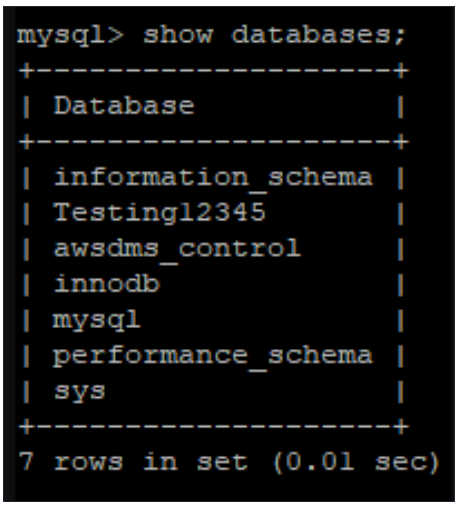 mysql> show databases;
+--------------------+
| Database           |
+--------------------+
| information_schema |
| Testing12345       |
| awsdms_control     |
| innodb             |
| mysql              |
| performance_schema |
| sys                |
+--------------------+
7 rows in set (0.01 sec)